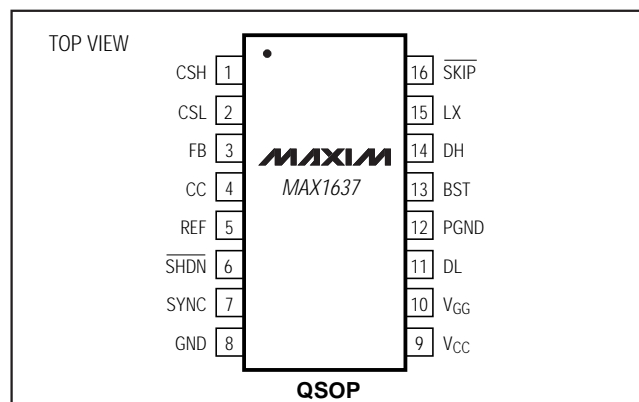 TOP VIEW
CSH 1
CSL 2
FB 3
CC 4
REF 5
SHDN 6
SYNC 7
GND 8
MAXIM
MAX1637
16 SKIP
15 LX
14 DH
13 BST
12 PGND
11 DL
10 VGG
9 VCC
QSOP